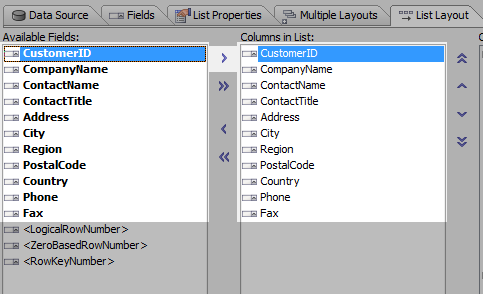 Data Source Fields List Properties Multiple Layouts List Layout
Available Fields: Columns in List:
CustomerID CustomerID
CompanyName CompanyName
ContactName ContactName
ContactTitle ContactTitle
Address Address
City City
Region Region
PostalCode PostalCode
Country Country
Phone Phone
Fax Fax
<LogicalRowNumber>
<ZeroBasedRowNumber>
<RowKeyNumber>